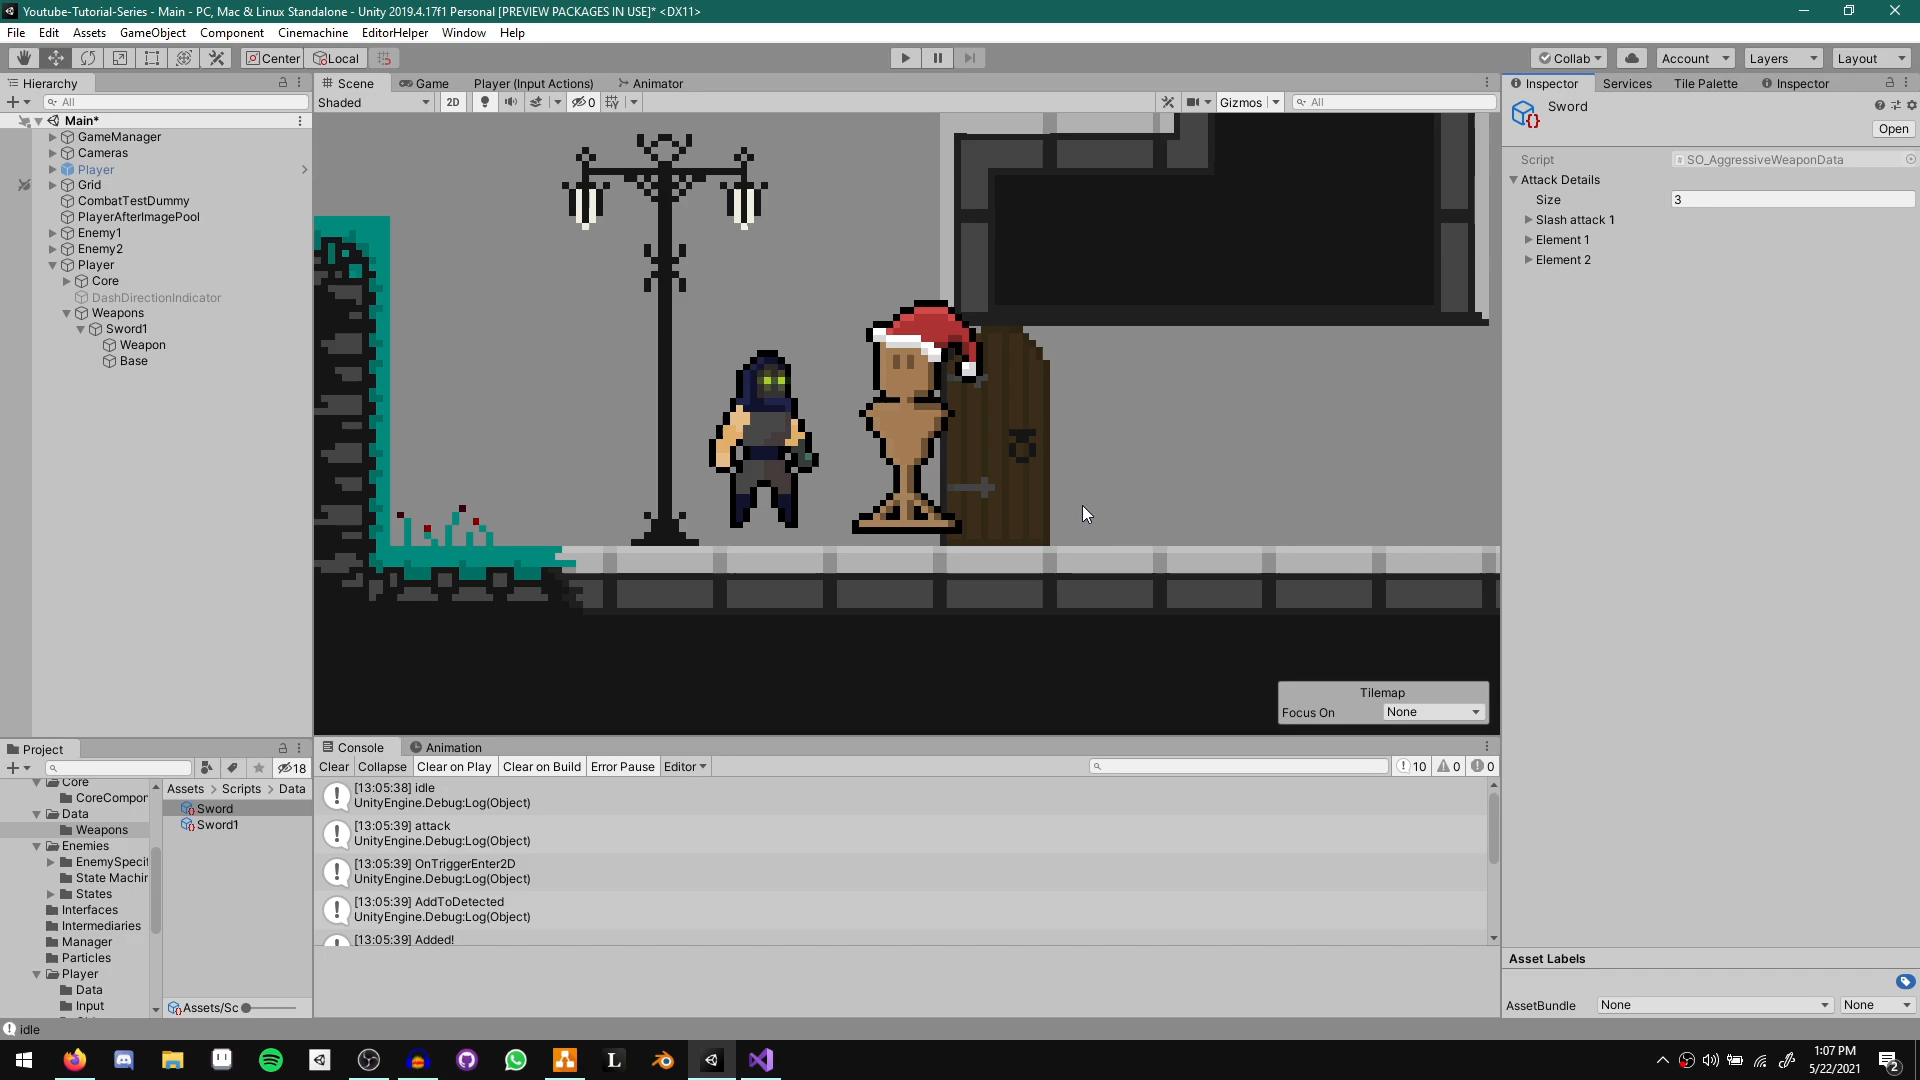 Youtube-Tutorial-Series - Main - PC, Mac & Linux Standalone - Unity 2019.4.17f1 Personal [PREVIEW PACKAGES IN USE]* <DX11>
File Edit Assets GameObject Component Cinemachine EditorHelper Window Help
Center Local Collab Account Layers Layout
Hierarchy
All
Main*
GameManager
Cameras
Player
Grid
CombatTestDummy
PlayerAfterImagePool
Enemy1
Enemy2
Player
Core
DashDirectionIndicator
Weapons
Sword1
Weapon
Base
Scene Game Player (Input Actions) Animator
Shaded 2D 0 Gizmos All
Tilemap
Focus On None
Inspector Services Tile Palette Inspector
Sword
Open
Script SO_AggressiveWeaponData
Attack Details
Size 3
Slash attack 1
Element 1
Element 2
Asset Labels
AssetBundle None None
Project
18
Core
CoreCompor
Data
Weapons
Enemies
EnemySpecif
State Machir
States
Interfaces
Intermediaries
Manager
Particles
Player
Data
Input
Assets > Scripts > Data
Sword
Sword1
Assets/Sc
Console Animation
Clear Collapse Clear on Play Clear on Build Error Pause Editor 10 0 0
[13:05:38] idle
UnityEngine.Debug:Log(Object)
[13:05:39] attack
UnityEngine.Debug:Log(Object)
[13:05:39] OnTriggerEnter2D
UnityEngine.Debug:Log(Object)
[13:05:39] AddToDetected
UnityEngine.Debug:Log(Object)
[13:05:39] Added!
idle
1:07 PM
5/22/2021
2